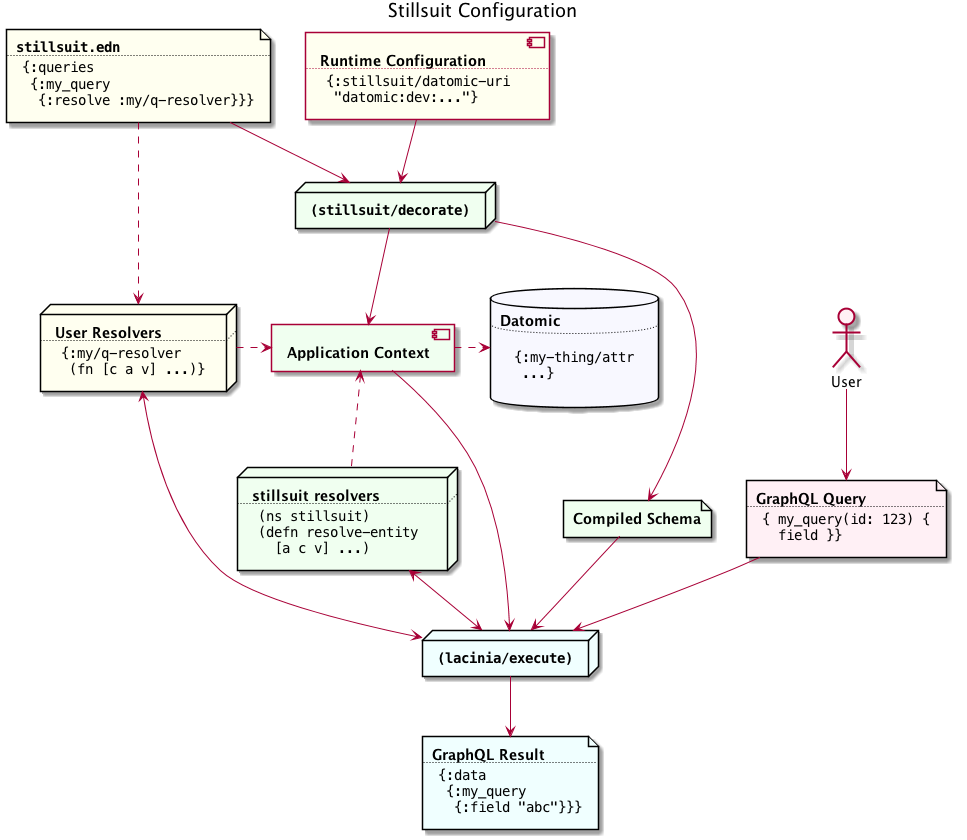 Stillsuit Configuration
stillsuit.edn
{:queries
{:my_query
{:resolve :my/q-resolver}}}
Runtime Configuration
{:stillsuit/datomic-uri
"datomic:dev:..."}
(stillsuit/decorate)
User Resolvers
{:my/q-resolver
(fn [c a v] ...)}
Application Context
Datomic
{:my-thing/attr
...}
User
stillsuit resolvers
(ns stillsuit)
(defn resolve-entity
[a c v] ...)
Compiled Schema
GraphQL Query
{ my_query(id: 123) {
field }}
(lacinia/execute)
GraphQL Result
{:data
{:my_query
{:field "abc"}}}